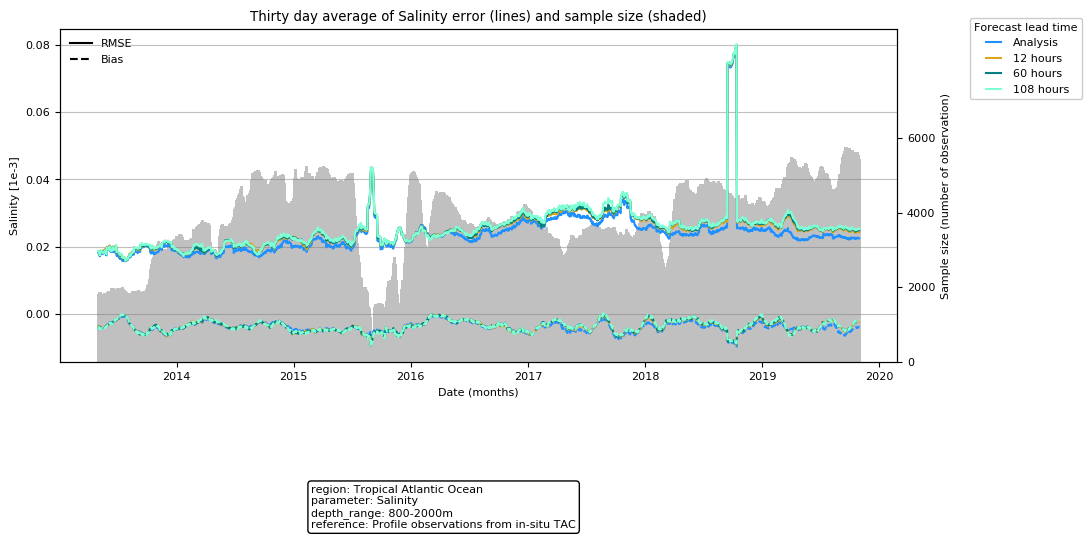 Thirty day average of Salinity error (lines) and sample size (shaded)
Forecast lead time
Analysis
12 hours
60 hours
108 hours
RMSE
Bias
0.08
0.06
0.04
0.02
0.00
Salinity [1e-3]
6000
4000
2000
0
Sample size (number of observation)
2014 2015 2016 2017 2018 2019 2020
Date (months)
region: Tropical Atlantic Ocean
parameter: Salinity
depth_range: 800-2000m
reference: Profile observations from in-situ TAC